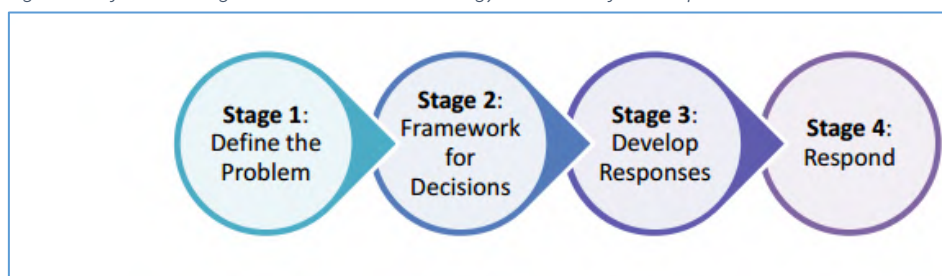 Stage 1:
Define the
Problem
Stage 2:
Framework
for
Decisions
Stage 3:
Develop
Responses
Stage 4:
Respond